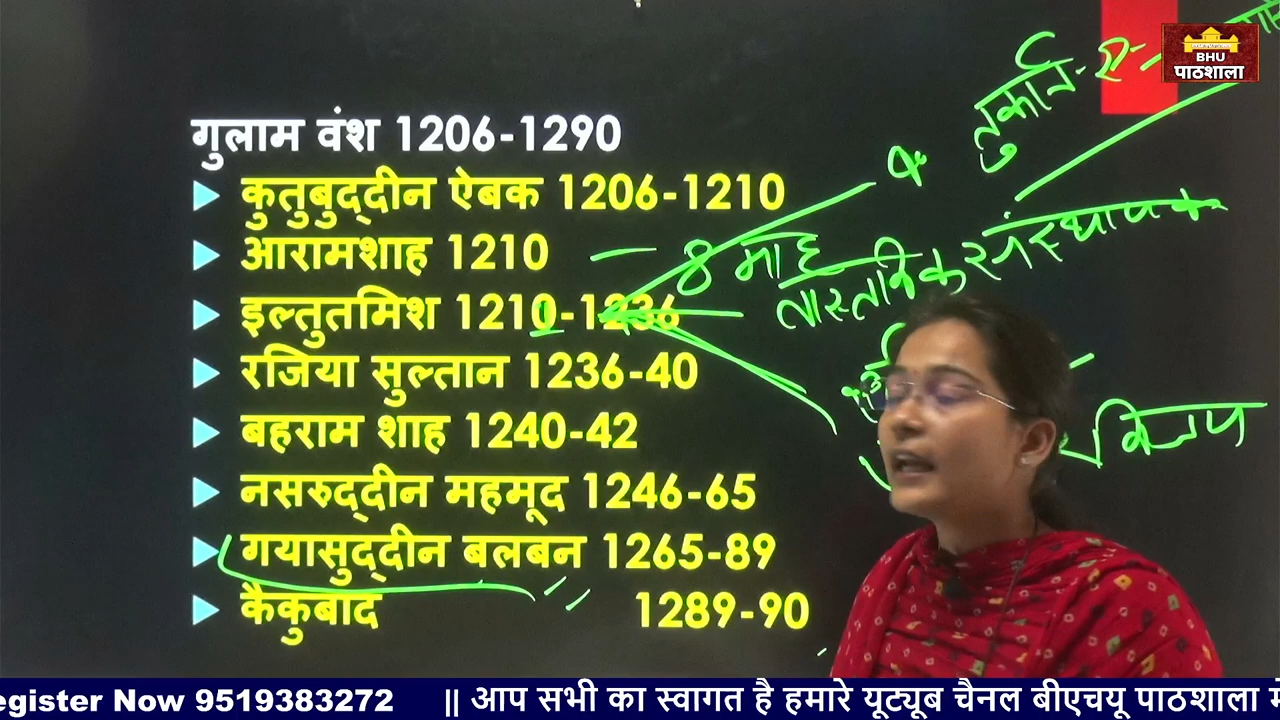 BHU
पाठशाला
गुलाम वंश 1206-1290
कुतुबुद्दीन ऐबक 1206-1210
आरामशाह 1210
8 माह
इल्तुतमिश 1210-1236
वास्तविक संस्थापक
रजिया सुल्तान 1236-40
बहराम शाह 1240-42
नसरुद्दीन महमूद 1246-65
गयासुद्दीन बलबन 1265-89
कैकुबाद 1289-90
egister Now 9519383272 || आप सभी का स्वागत है हमारे यूट्यूब चैनल बीएचयू पाठशाला में